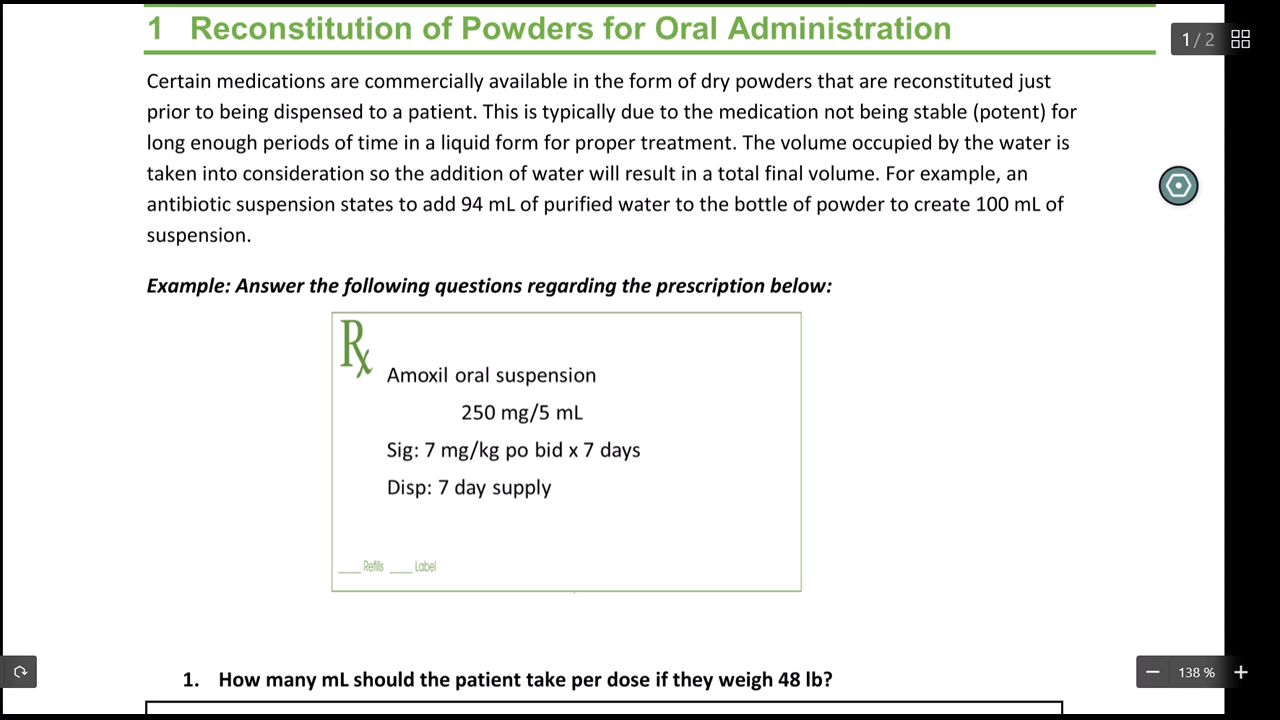 1 Reconstitution of Powders for Oral Administration
1 / 2
Certain medications are commercially available in the form of dry powders that are reconstituted just
prior to being dispensed to a patient. This is typically due to the medication not being stable (potent) for
long enough periods of time in a liquid form for proper treatment. The volume occupied by the water is
taken into consideration so the addition of water will result in a total final volume. For example, an
antibiotic suspension states to add 94 mL of purified water to the bottle of powder to create 100 mL of
suspension.
Example: Answer the following questions regarding the prescription below:
Rx
Amoxil oral suspension
250 mg/5 mL
Sig: 7 mg/kg po bid x 7 days
Disp: 7 day supply
____ Refills ____ Label
1. How many mL should the patient take per dose if they weigh 48 lb?
138 %